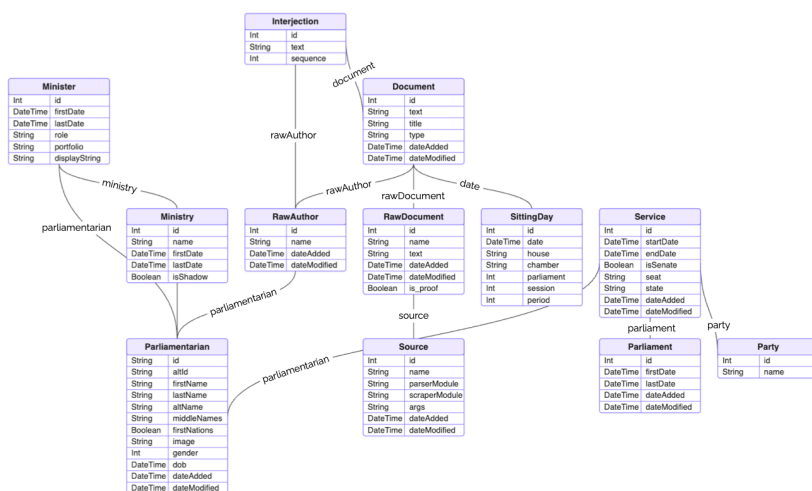 Interjection
Int id
String text
Int sequence
document
Minister
Int id
DateTime firstDate
DateTime lastDate
String role
String portfolio
String displayString
Document
Int id
String text
String title
String type
DateTime dateAdded
DateTime dateModified
rawAuthor
ministry
rawAuthor
rawDocument
date
parliamentarian
Ministry
Int id
String name
DateTime firstDate
DateTime lastDate
Boolean isShadow
RawAuthor
Int id
String name
DateTime dateAdded
DateTime dateModified
RawDocument
Int id
String name
String text
DateTime dateAdded
DateTime dateModified
Boolean is_proof
SittingDay
Int id
DateTime date
String house
String chamber
Int parliament
Int session
Int period
Service
Int id
DateTime startDate
DateTime endDate
Boolean isSenate
String seat
String state
DateTime dateAdded
DateTime dateModified
parliamentarian
source
parliamentarian
parliament
party
Parliamentarian
String id
String altId
String firstName
String lastName
String altName
String middleNames
Boolean firstNations
String image
Int gender
DateTime dob
DateTime dateAdded
DateTime dateModified
Source
Int id
String name
String parserModule
String scraperModule
String args
DateTime dateAdded
DateTime dateModified
Parliament
Int id
DateTime firstDate
DateTime lastDate
DateTime dateAdded
DateTime dateModified
Party
Int id
String name